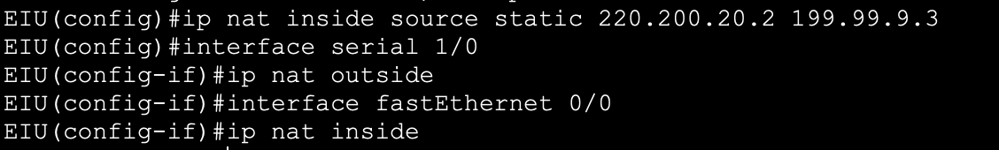 EIU(config)#ip nat inside source static 220.200.20.2 199.99.9.3
EIU(config)#interface serial 1/0
EIU(config-if)#ip nat outside
EIU(config-if)#interface fastEthernet 0/0
EIU(config-if)#ip nat inside